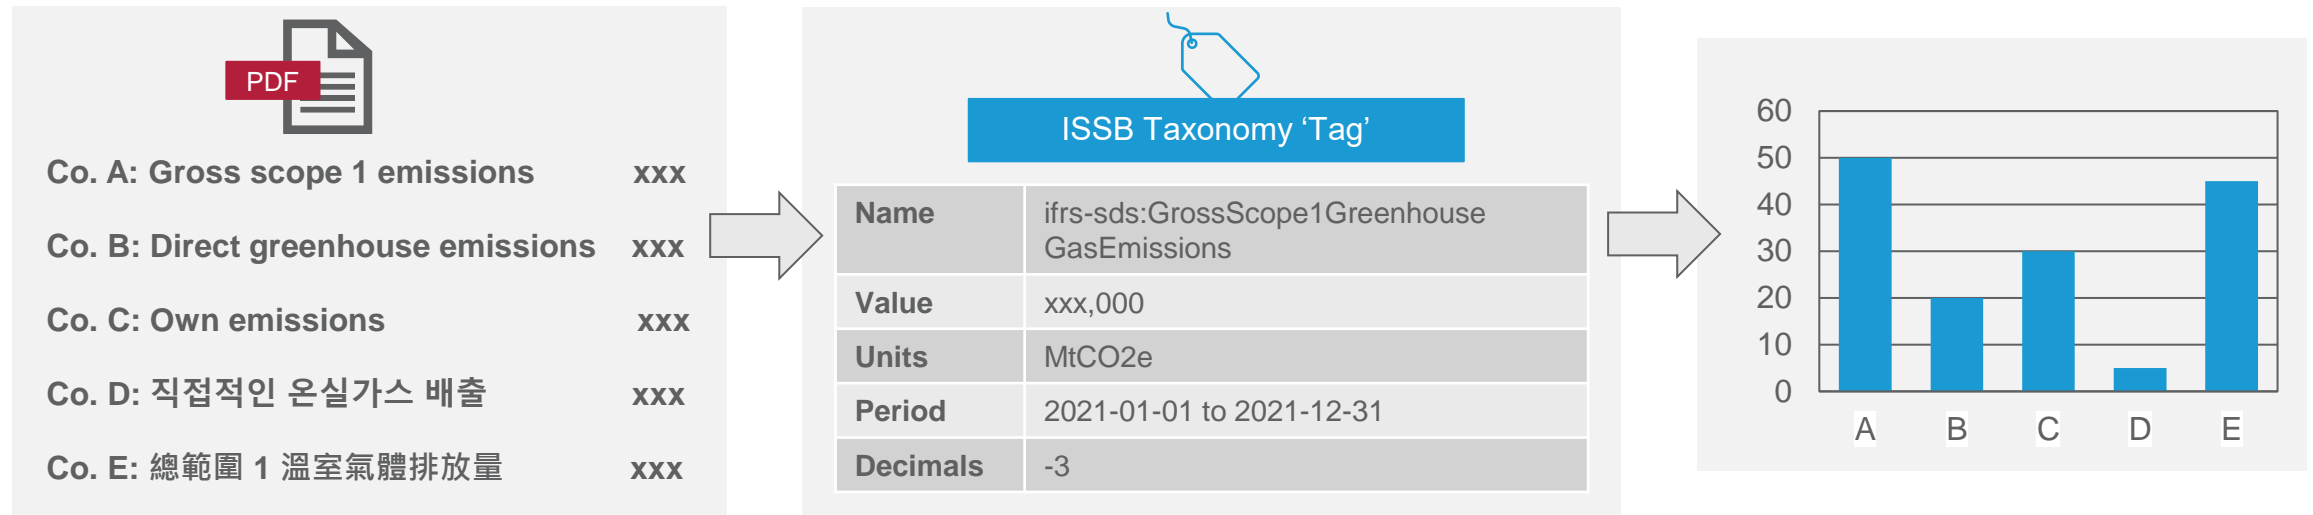 PDF
Co. A: Gross scope 1 emissions xxx
Co. B: Direct greenhouse emissions xxx
Co. C: Own emissions xxx
Co. D: 직접적인 온실가스 배출 xxx
Co. E: 總範圍 1 溫室氣體排放量 xxx
ISSB Taxonomy ‘Tag’
Name ifrs-sds:GrossScope1Greenhouse
GasEmissions
Value xxx,000
Units MtCO2e
Period 2021-01-01 to 2021-12-31
Decimals -3
60
50
40
30
20
10
0
A B C D E